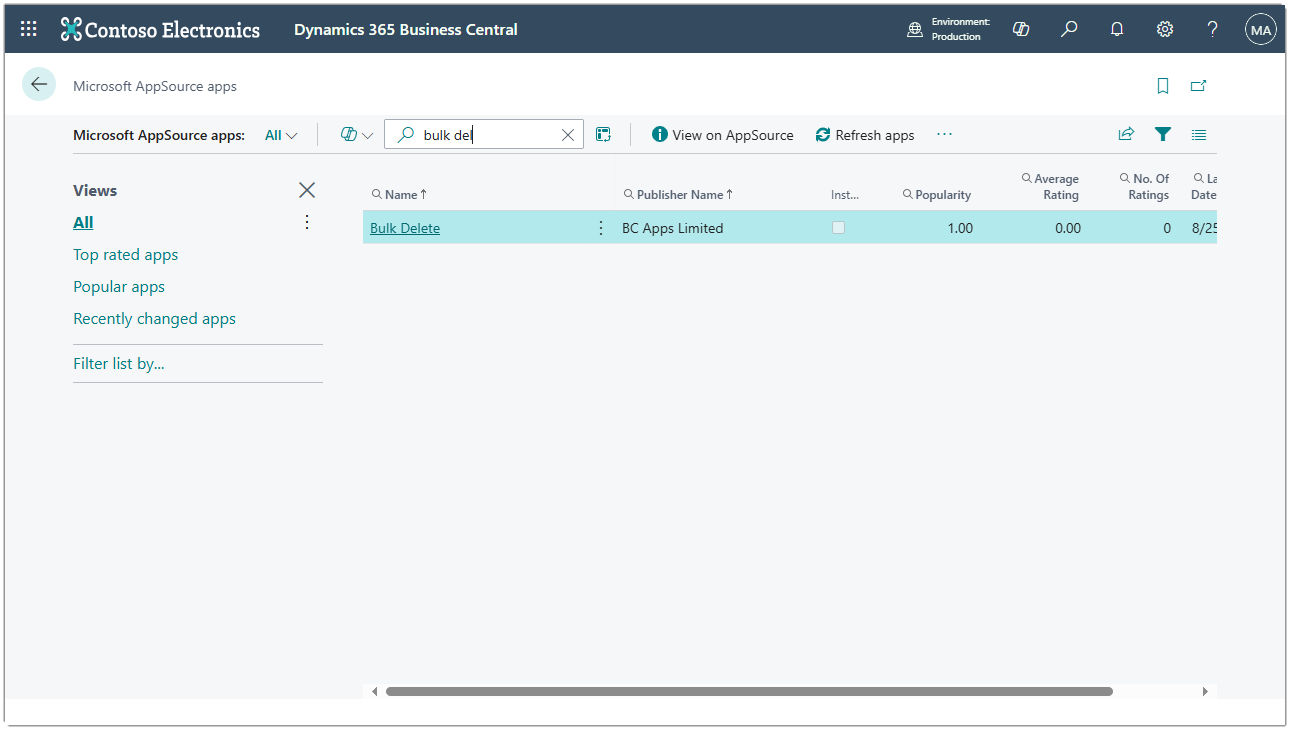 Contoso Electronics
Dynamics 365 Business Central
Environment:
Production
MA
Microsoft AppSource apps
Microsoft AppSource apps:
All
bulk del
View on AppSource
Refresh apps
Views
All
Top rated apps
Popular apps
Recently changed apps
Filter list by...
Name↑
Publisher Name↑
Inst...
Popularity
Average
Rating
No. Of
Ratings
La
Date
Bulk Delete
BC Apps Limited
1.00
0.00
0
8/25